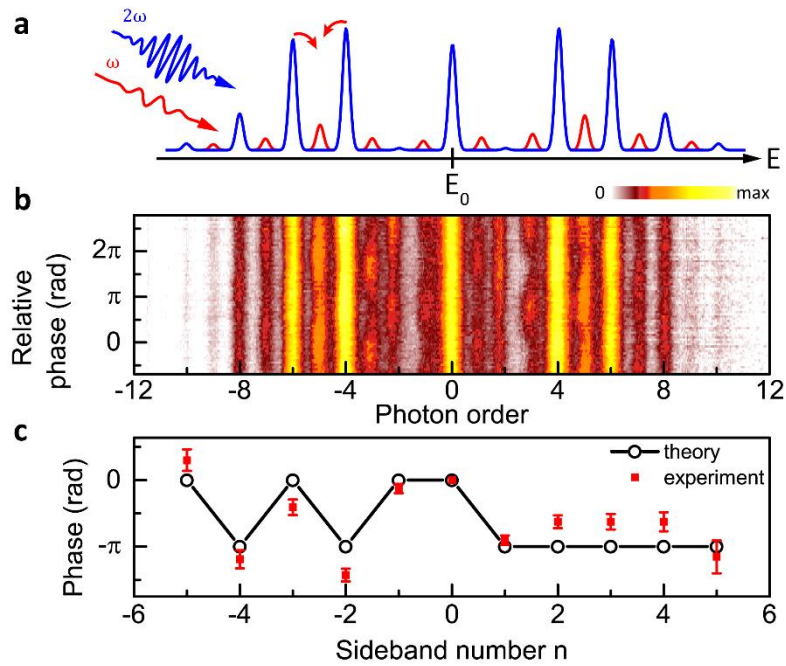 a
2ω
ω
E
E₀
0 max
b
Relative
phase (rad)
2π
π
0
-12 -8 -4 0 4 8 12
Photon order
c
Phase (rad)
0
-π
theory
experiment
-6 -4 -2 0 2 4 6
Sideband number n